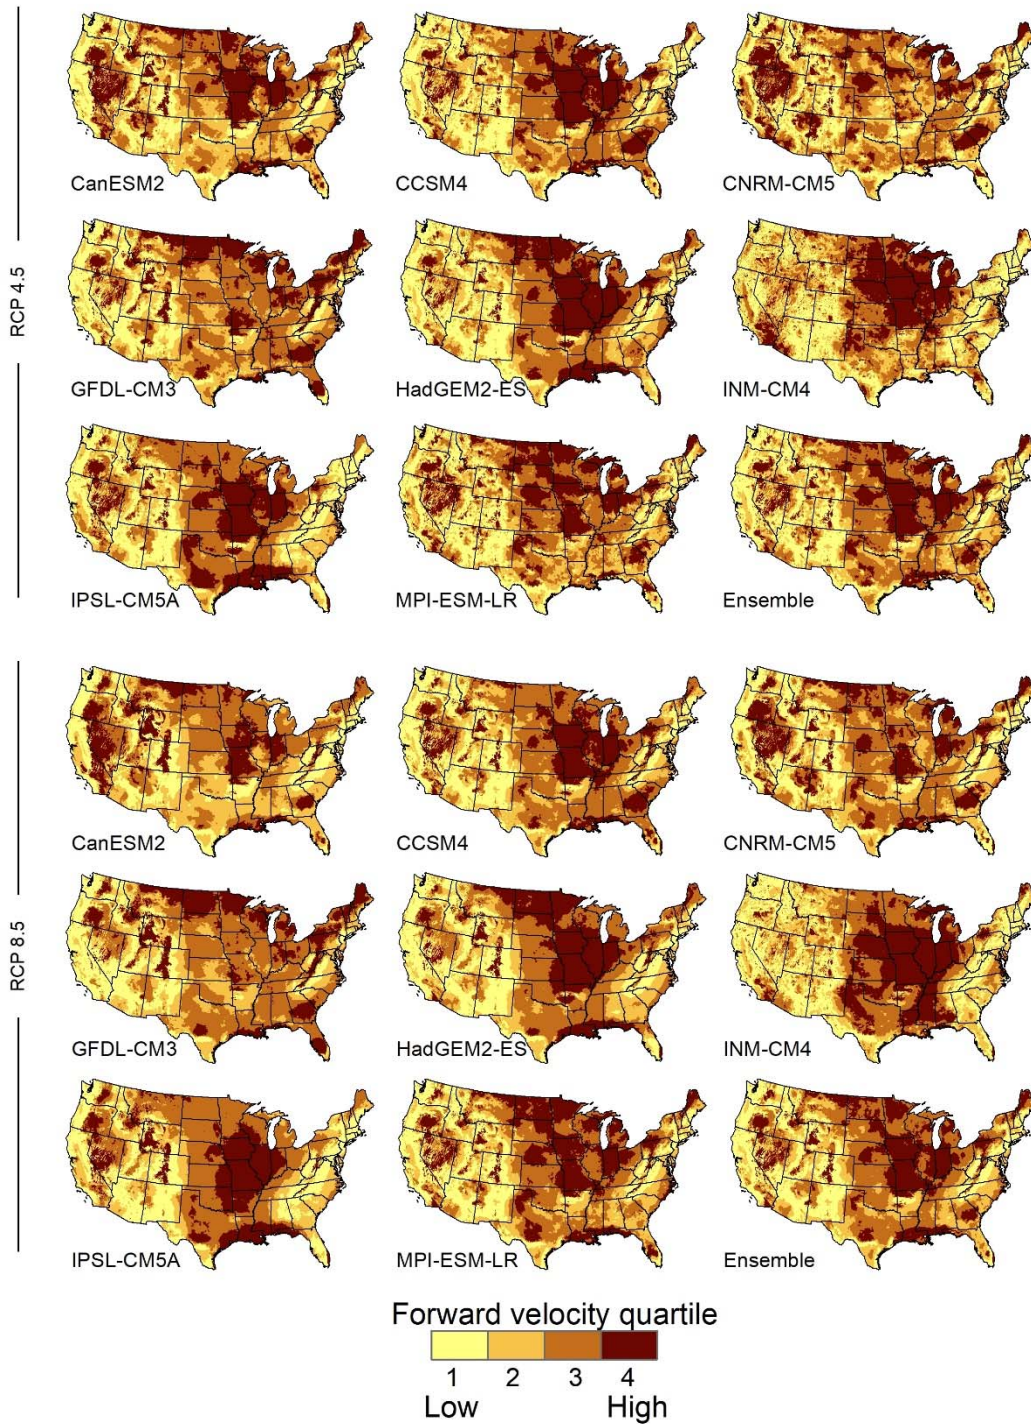 RCP 4.5
CanESM2
CCSM4
CNRM-CM5
GFDL-CM3
HadGEM2-ES
INM-CM4
IPSL-CM5A
MPI-ESM-LR
Ensemble
RCP 8.5
CanESM2
CCSM4
CNRM-CM5
GFDL-CM3
HadGEM2-ES
INM-CM4
IPSL-CM5A
MPI-ESM-LR
Ensemble
Forward velocity quartile
1 2 3 4
Low High